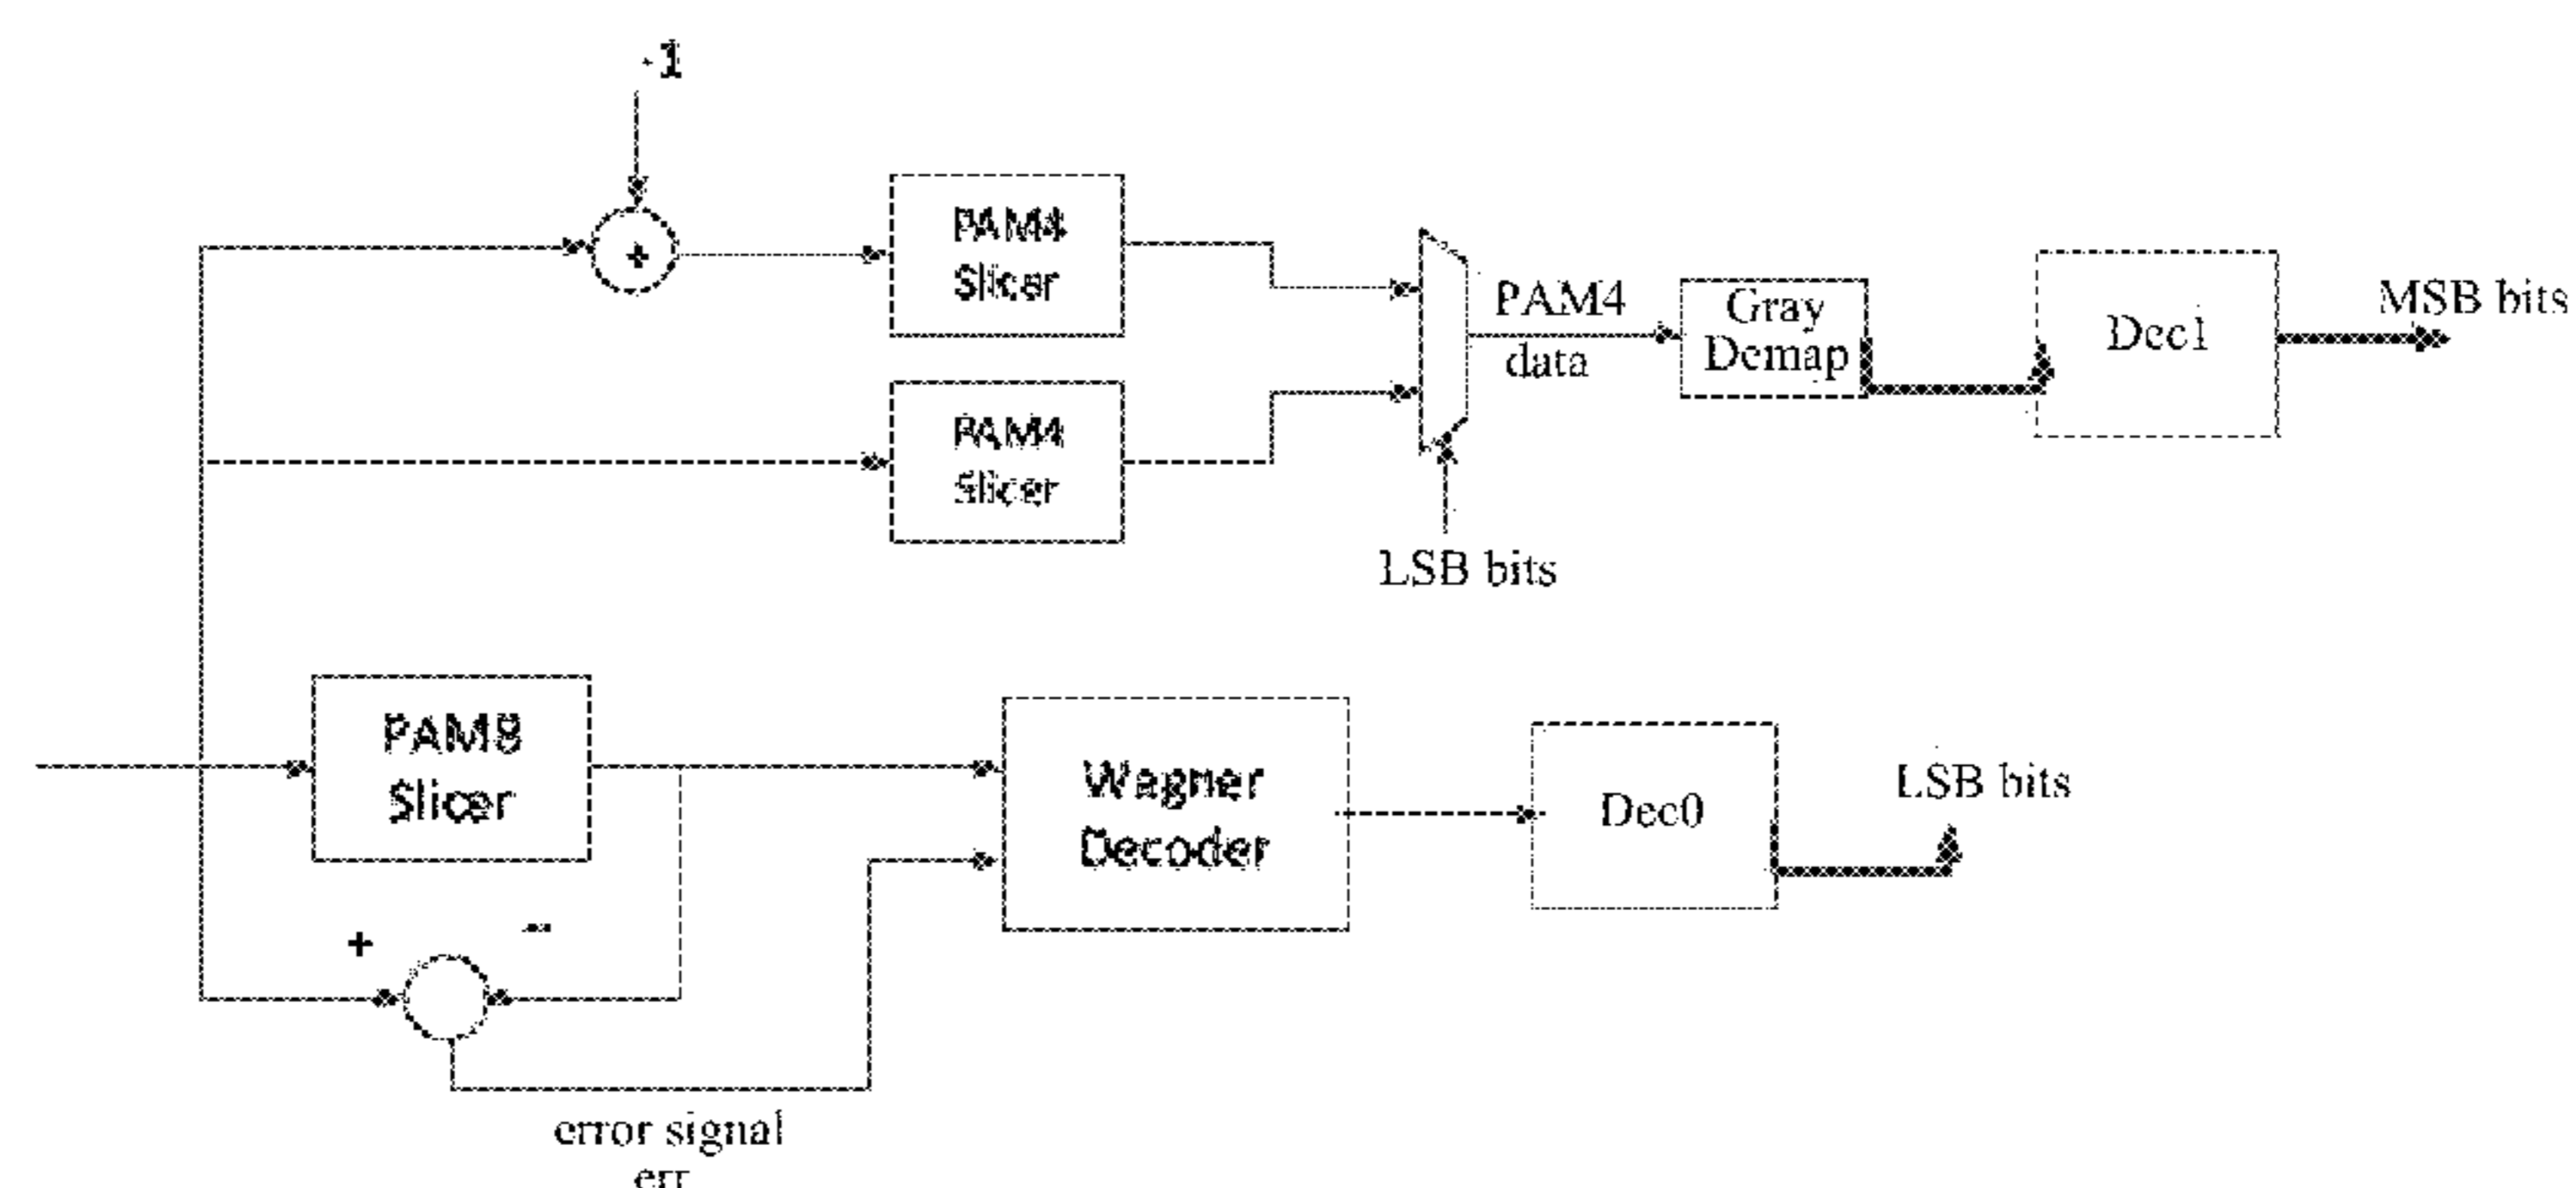 -1
+
PAM4
Slicer
PAM4
data
Gray
Demap
Dec1
MSB bits
PAM4
Slicer
LSB bits
PAM8
Slicer
Wagner
Decoder
Dec0
LSB bits
+
-
error signal
err